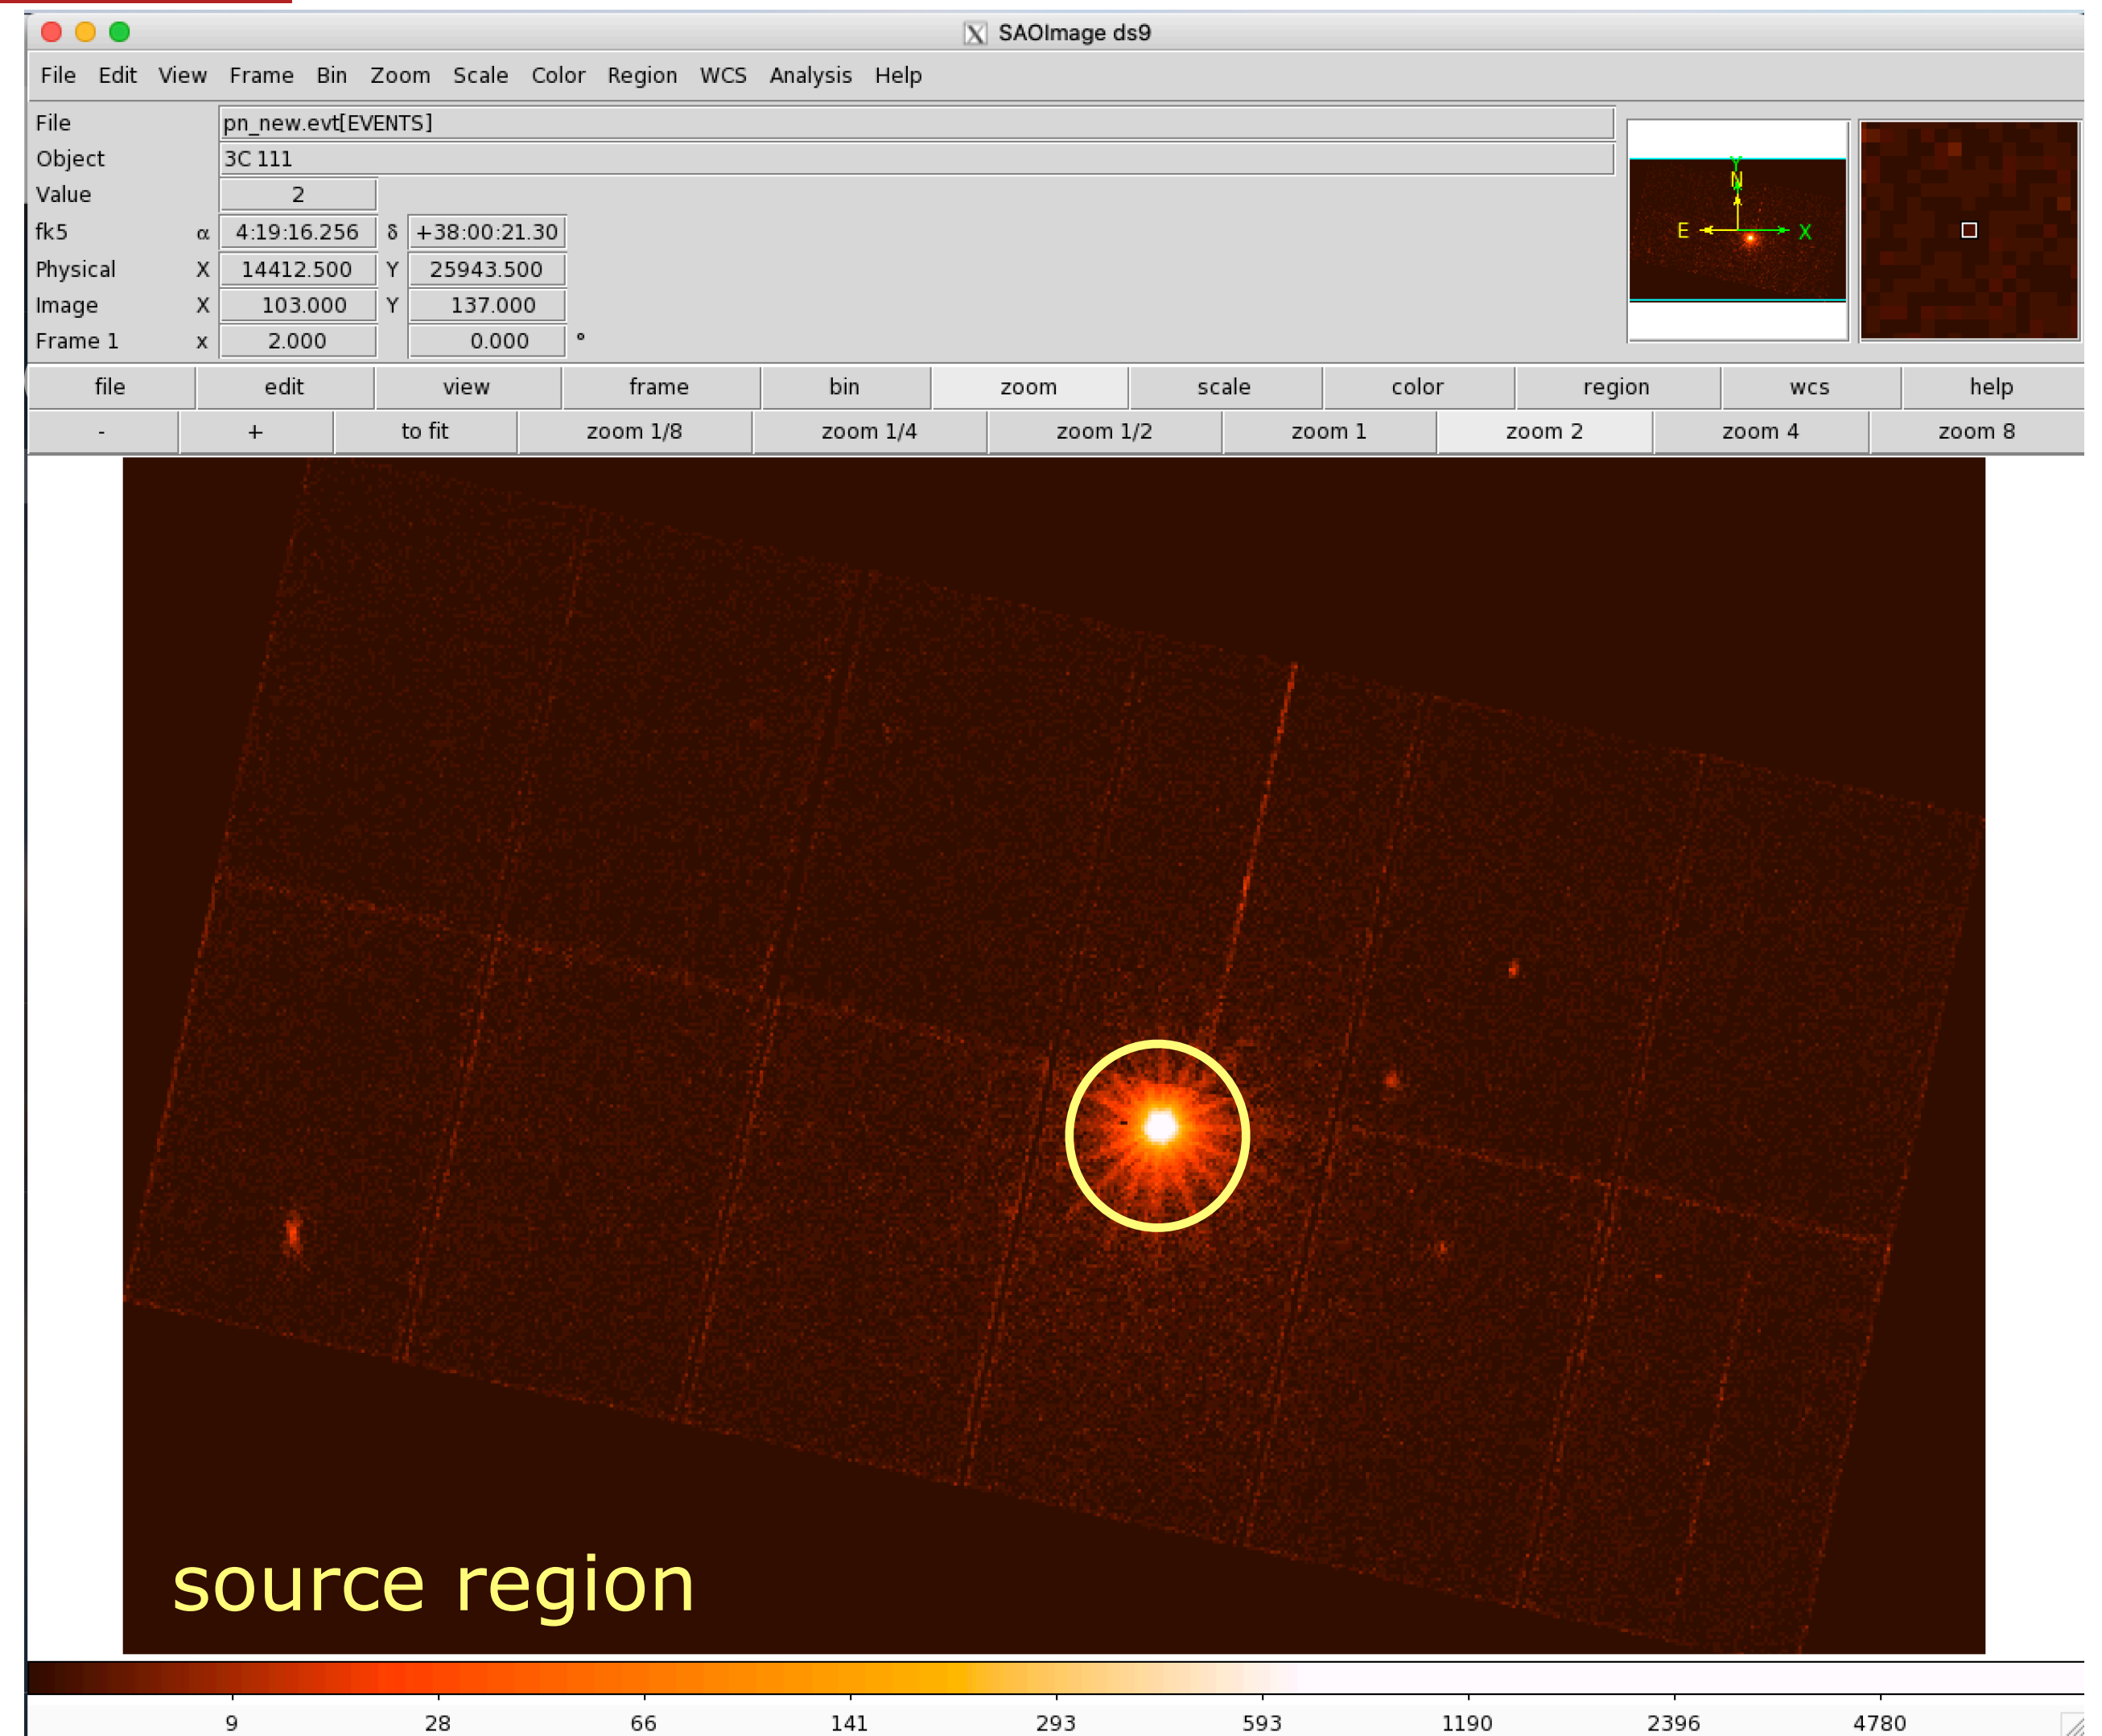 SAOImage ds9
File Edit View Frame Bin Zoom Scale Color Region WCS Analysis Help
File pn_new.evt[EVENTS]
Object 3C 111
Value 2
fk5 α 4:19:16.256 δ +38:00:21.30
Physical X 14412.500 Y 25943.500
Image X 103.000 Y 137.000
Frame 1 x 2.000 0.000 °
Y
N
E X
file edit view frame bin zoom scale color region wcs help
- + to fit zoom 1/8 zoom 1/4 zoom 1/2 zoom 1 zoom 2 zoom 4 zoom 8
source region
9 28 66 141 293 593 1190 2396 4780